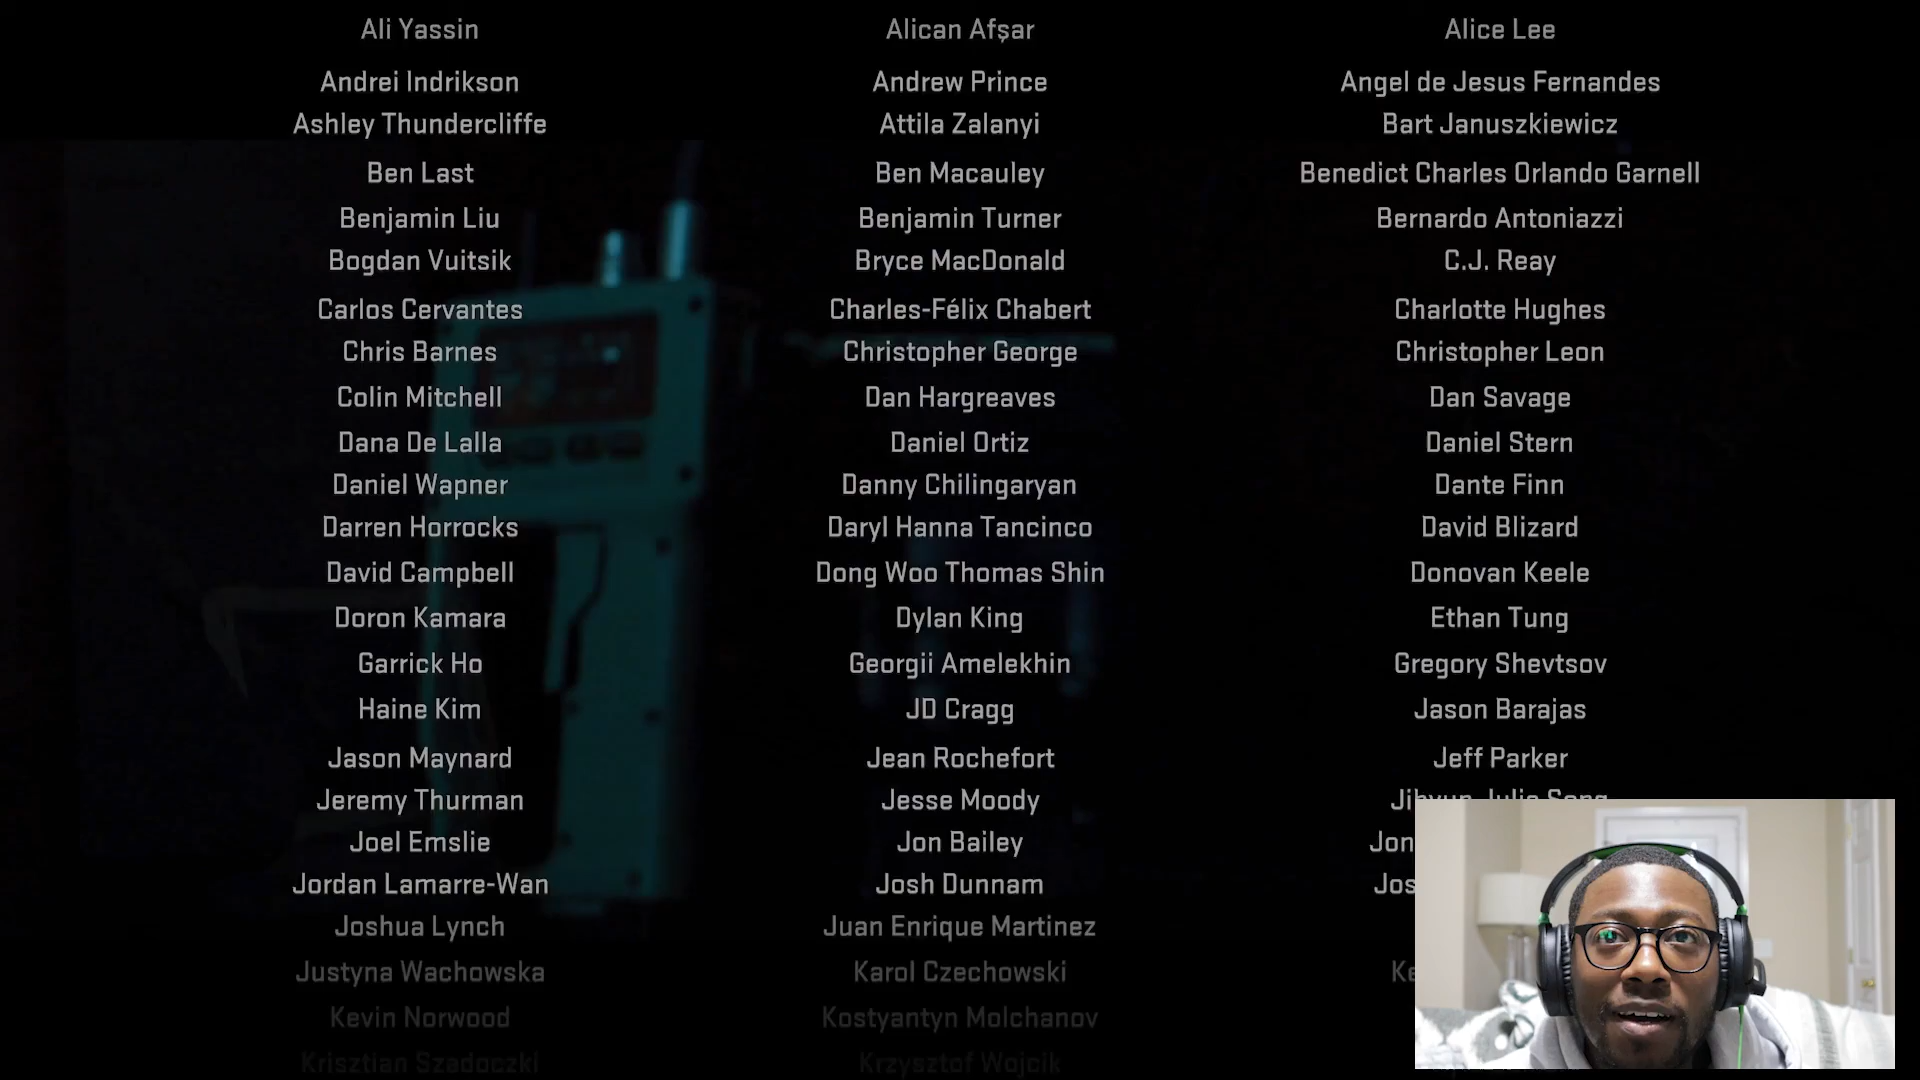 Ali Yassin Alican Afşar Alice Lee
Andrei Indrikson Andrew Prince Angel de Jesus Fernandes
Ashley Thundercliffe Attila Zalanyi Bart Januszkiewicz
Ben Last Ben Macauley Benedict Charles Orlando Garnell
Benjamin Liu Benjamin Turner Bernardo Antoniazzi
Bogdan Vuitsik Bryce MacDonald C.J. Reay
Carlos Cervantes Charles-Félix Chabert Charlotte Hughes
Chris Barnes Christopher George Christopher Leon
Colin Mitchell Dan Hargreaves Dan Savage
Dana De Lalla Daniel Ortiz Daniel Stern
Daniel Wapner Danny Chilingaryan Dante Finn
Darren Horrocks Daryl Hanna Tancinco David Blizard
David Campbell Dong Woo Thomas Shin Donovan Keele
Doron Kamara Dylan King Ethan Tung
Garrick Ho Georgii Amelekhin Gregory Shevtsov
Haine Kim JD Cragg Jason Barajas
Jason Maynard Jean Rochefort Jeff Parker
Jeremy Thurman Jesse Moody
Joel Emslie Jon Bailey
Jordan Lamarre-Wan Josh Dunnam
Joshua Lynch Juan Enrique Martinez
Justyna Wachowska Karol Czechowski
Kevin Norwood Kostyantyn Molchanov
Krisztian Szadoczki Krzysztof Wojcik